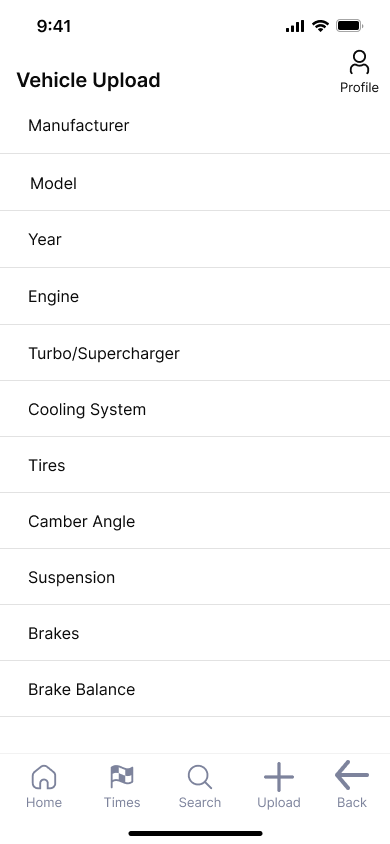 9:41
Vehicle Upload
Profile
Manufacturer
Model
Year
Engine
Turbo/Supercharger
Cooling System
Tires
Camber Angle
Suspension
Brakes
Brake Balance
Home Times Search Upload Back